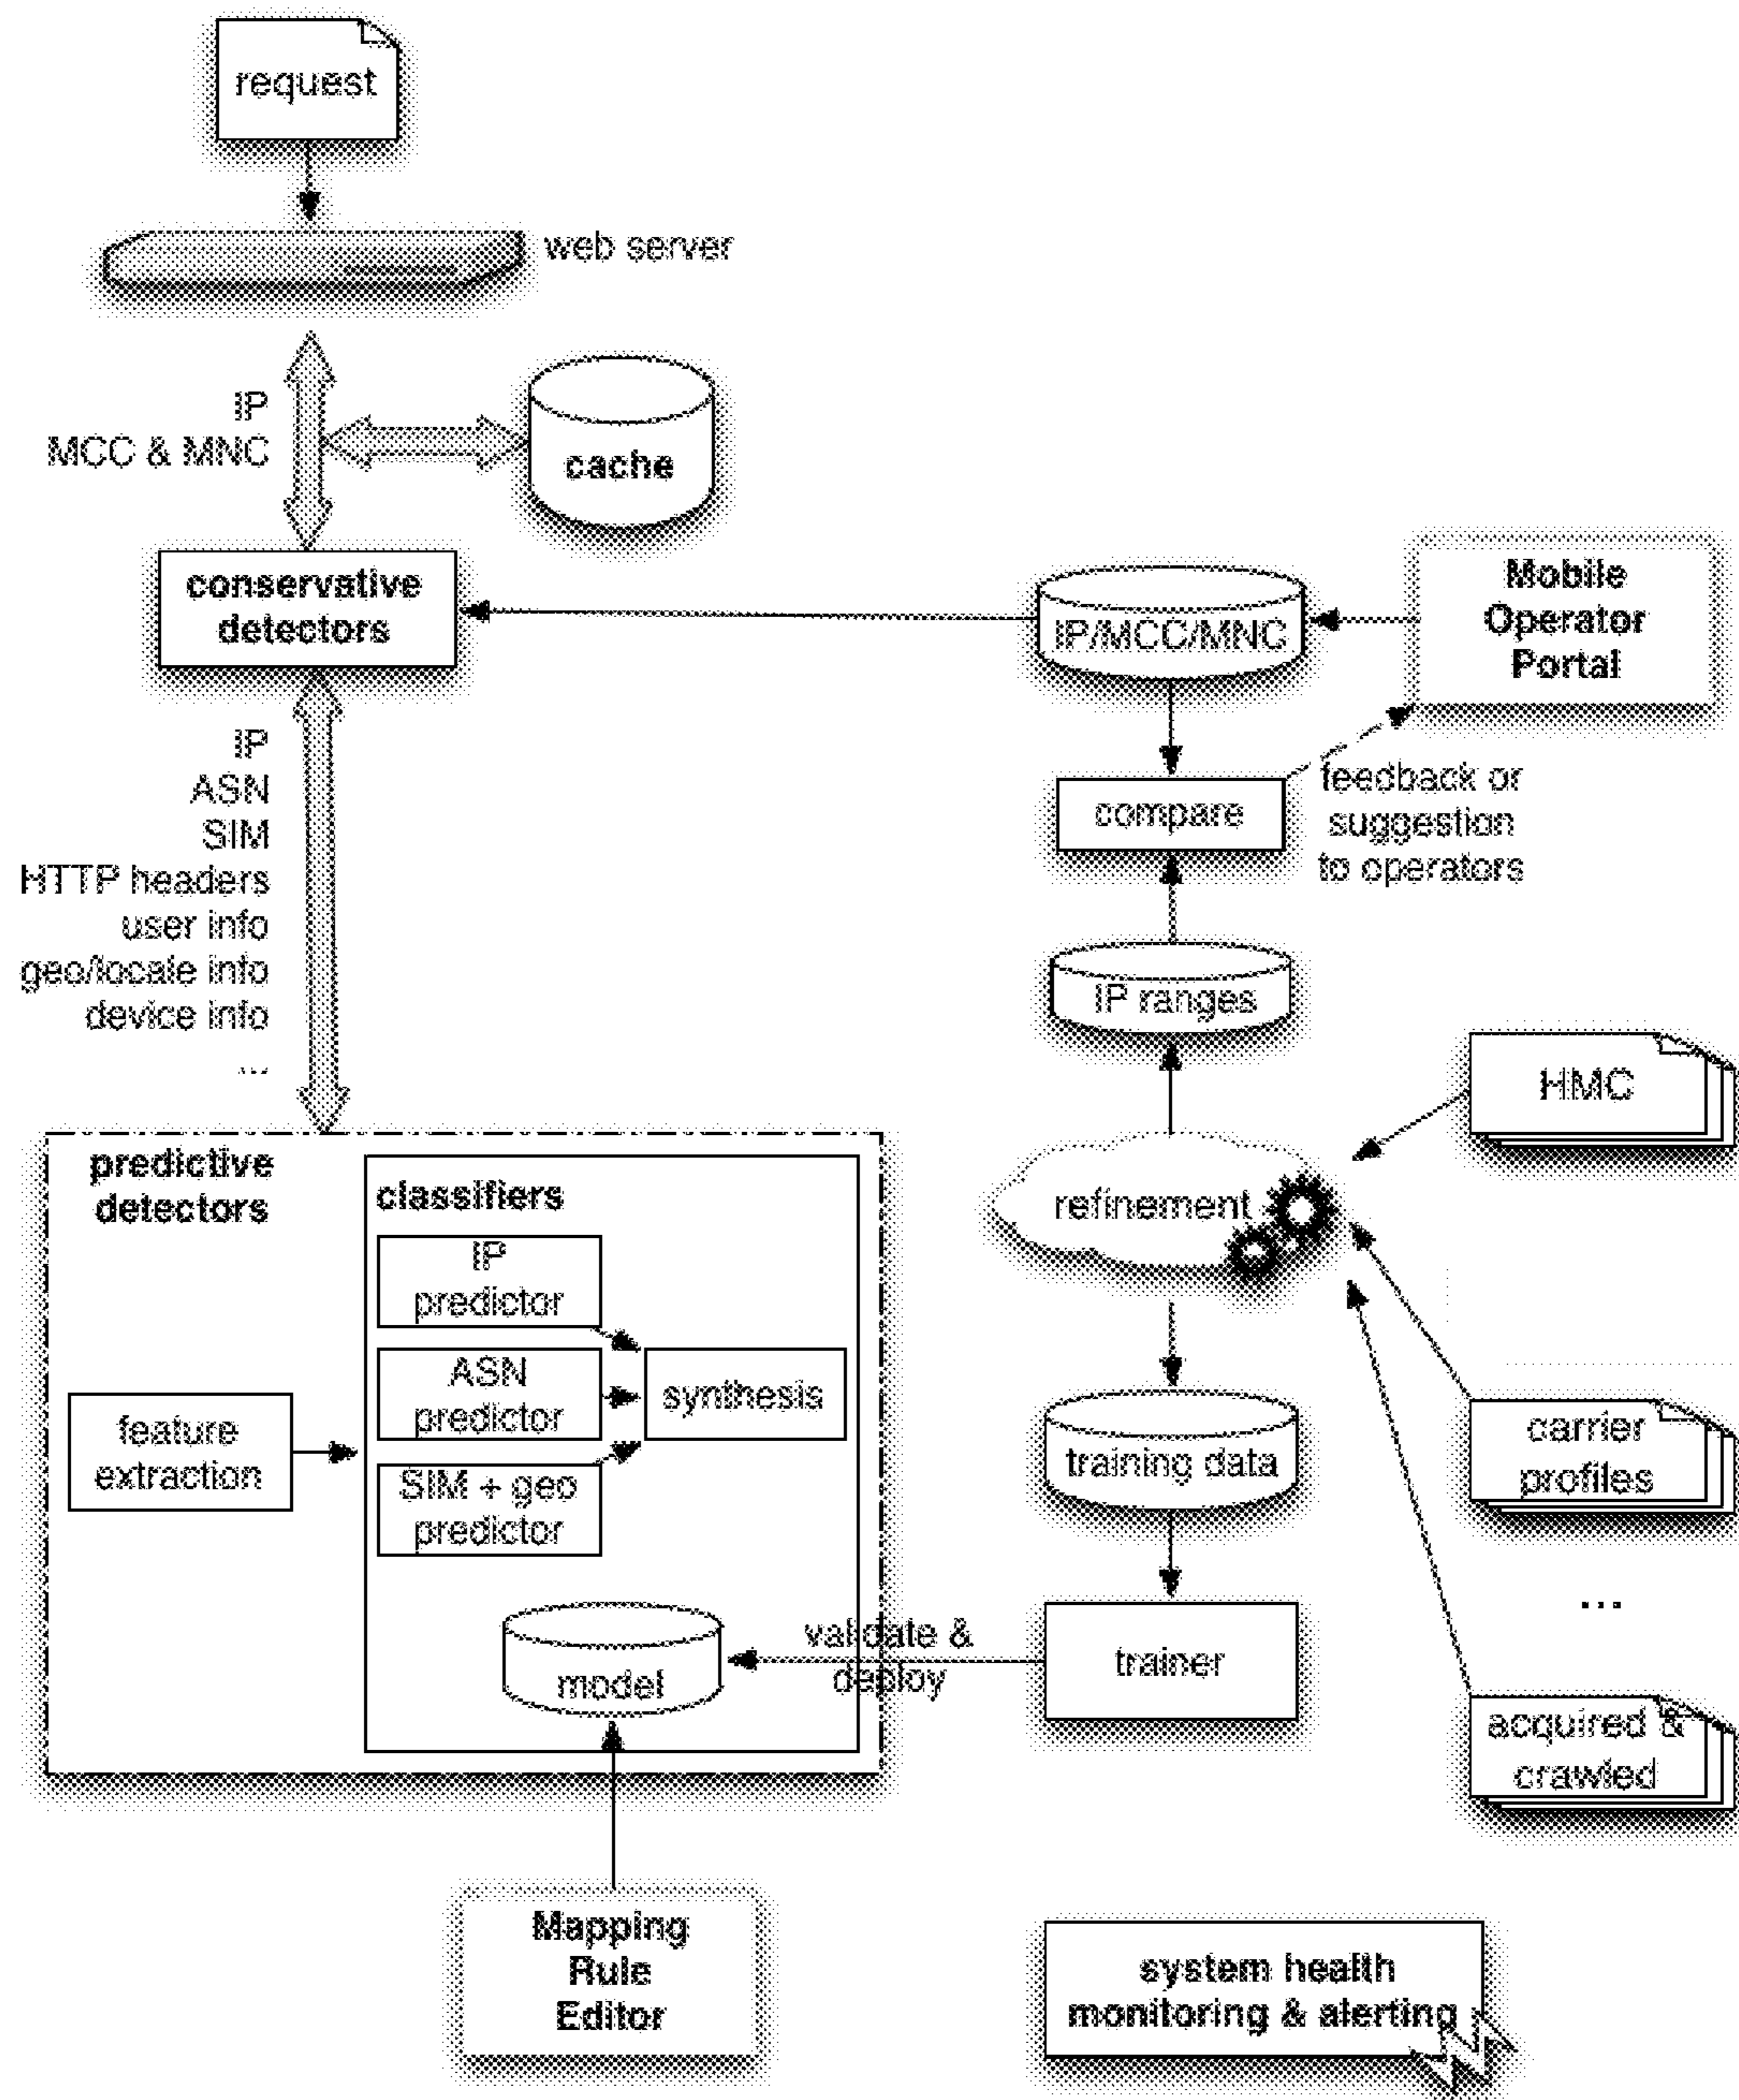 request
web server
IP
MCC & MNC
cache
conservative
detectors
IP/MCC/MNC
Mobile
Operator
Portal
IP
ASN
SIM
HTTP headers
user info
geo/locale info
device info
...
compare
feedback or
suggestion
to operators
IP ranges
HMC
refinement
predictive
detectors
classifiers
IP
predictor
ASN
predictor
SIM + geo
predictor
synthesis
feature
extraction
model
training data
carrier
profiles
...
validate &
deploy
trainer
acquired &
crawled
Mapping
Rule
Editor
system health
monitoring & alerting